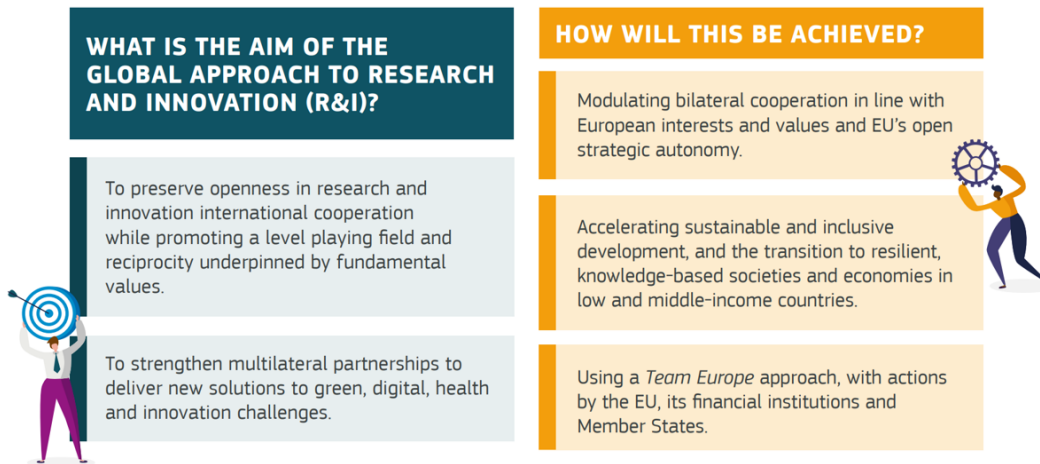 WHAT IS THE AIM OF THE
GLOBAL APPROACH TO RESEARCH
AND INNOVATION (R&I)?
To preserve openness in research and
innovation international cooperation
while promoting a level playing field and
reciprocity underpinned by fundamental
values.
To strengthen multilateral partnerships to
deliver new solutions to green, digital, health
and innovation challenges.
HOW WILL THIS BE ACHIEVED?
Modulating bilateral cooperation in line with
European interests and values and EU’s open
strategic autonomy.
Accelerating sustainable and inclusive
development, and the transition to resilient,
knowledge-based societies and economies in
low and middle-income countries.
Using a Team Europe approach, with actions
by the EU, its financial institutions and
Member States.